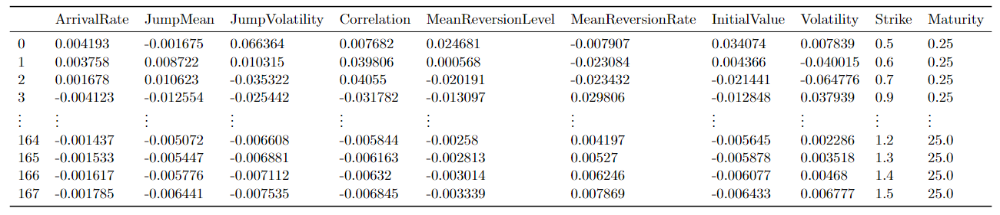 ArrivalRate JumpMean JumpVolatility Correlation MeanReversionLevel MeanReversionRate InitialValue Volatility Strike Maturity
0 0.004193 -0.001675 0.066364 0.007682 0.024681 -0.007907 0.034074 0.007839 0.5 0.25
1 0.003758 0.008722 0.010315 0.039806 0.000568 -0.023084 0.004366 -0.040015 0.6 0.25
2 0.001678 0.010623 -0.035322 0.04055 -0.020191 -0.023432 -0.021441 -0.064776 0.7 0.25
3 -0.004123 -0.012554 -0.025442 -0.031782 -0.013097 0.029806 -0.012848 0.037939 0.9 0.25
⋮ ⋮ ⋮ ⋮ ⋮ ⋮ ⋮ ⋮ ⋮ ⋮ ⋮
164 -0.001437 -0.005072 -0.006608 -0.005844 -0.00258 0.004197 -0.005645 0.002286 1.2 25.0
165 -0.001533 -0.005447 -0.006881 -0.006163 -0.002813 0.00527 -0.005878 0.003518 1.3 25.0
166 -0.001617 -0.005776 -0.007112 -0.00632 -0.003014 0.006246 -0.006077 0.00468 1.4 25.0
167 -0.001785 -0.006441 -0.007535 -0.006845 -0.003339 0.007869 -0.006433 0.006777 1.5 25.0